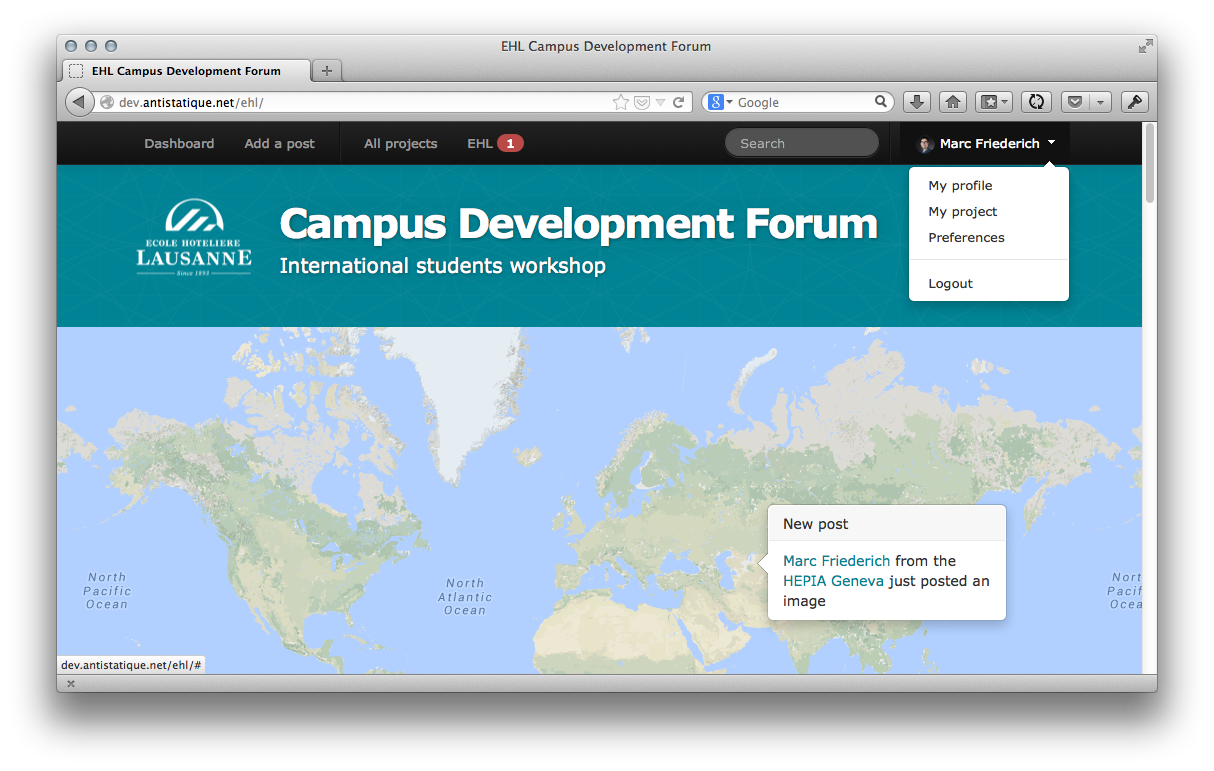 EHL Campus Development Forum
EHL Campus Development Forum
dev.antistatique.net/ehl/
Google
Dashboard
Add a post
All projects
EHL 1
Search
Marc Friederich
My profile
My project
Preferences
Logout
ECOLE HOTELIERE
LAUSANNE
Since 1893
Campus Development Forum
International students workshop
New post
Marc Friederich from the
HEPIA Geneva just posted an
image
North
Pacific
Ocean
North
Atlantic
Ocean
Nort
Pacif
Ocea
dev.antistatique.net/ehl/#